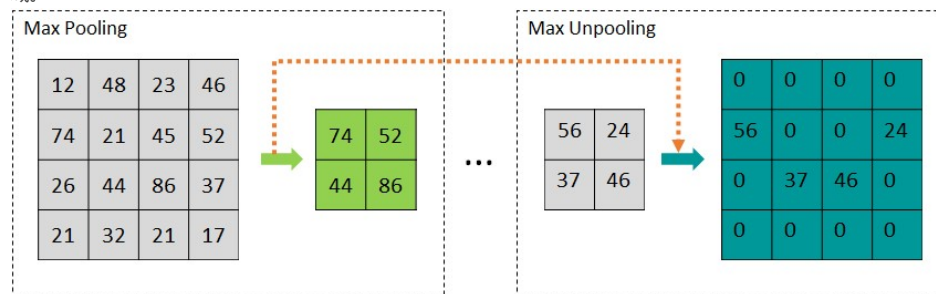 Max Pooling
12 48 23 46
74 21 45 52
26 44 86 37
21 32 21 17
74 52
44 86
...
Max Unpooling
56 24
37 46
0 0 0 0
56 0 0 24
0 37 46 0
0 0 0 0